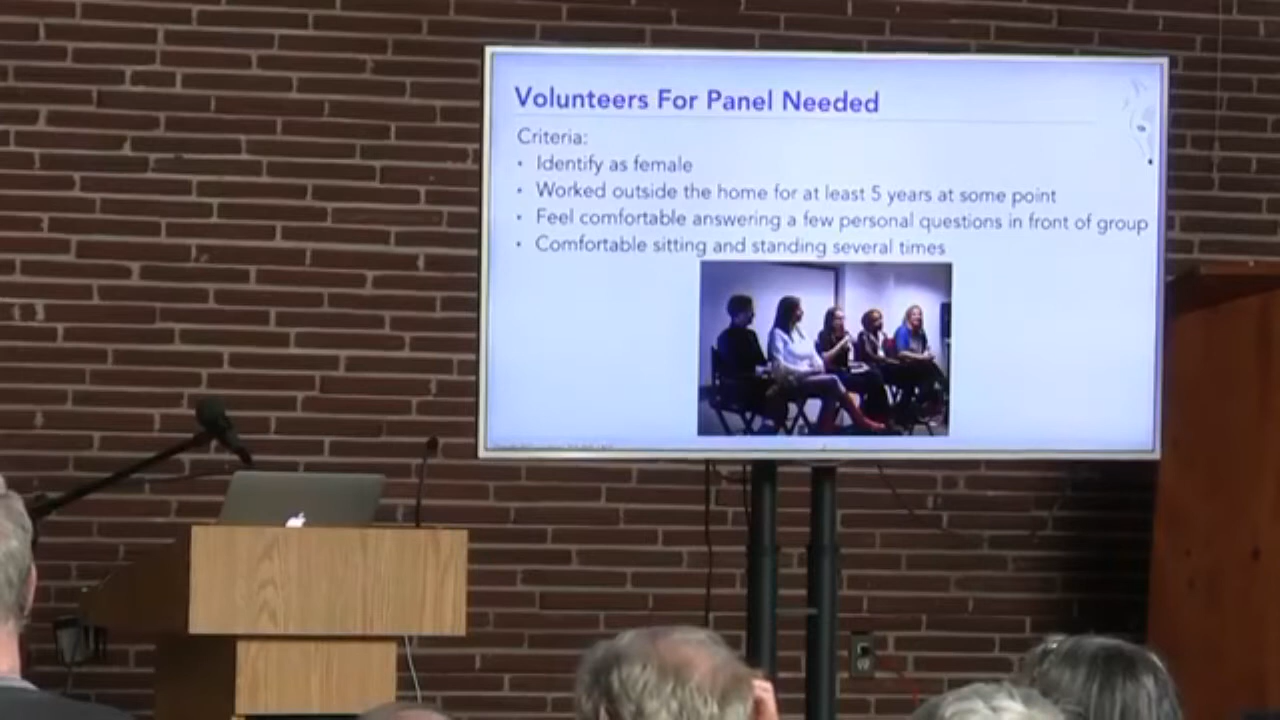 Volunteers For Panel Needed
Criteria:
• Identify as female
• Worked outside the home for at least 5 years at some point
• Feel comfortable answering a few personal questions in front of group
• Comfortable sitting and standing several times